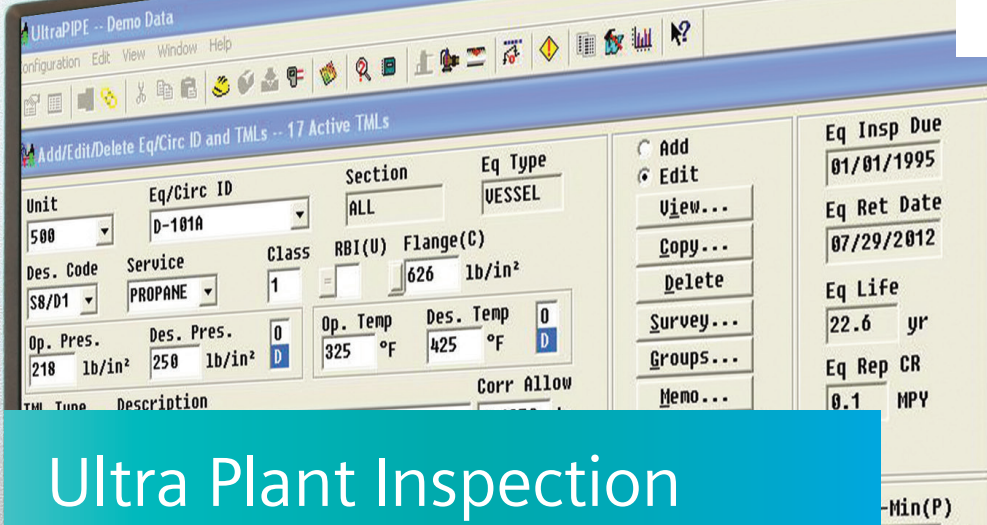 UltraPIPE -- Demo Data
onfiguration Edit View Window Help
Add/Edit/Delete Eq/Circ ID and TMLs -- 17 Active TMLs
Unit Eq/Circ ID Section Eq Type
500 D-101A ALL VESSEL
Des. Code Service Class RBI(U) Flange(C)
S8/D1 PROPANE 1 = 626 lb/in²
Op. Pres. Des. Pres. O Op. Temp Des. Temp O
218 lb/in² 250 lb/in² D 325 °F 425 °F D
TML Type Description Corr Allow
Add
Edit
View...
Copy...
Delete
Survey...
Groups...
Memo...
Eq Insp Due
01/01/1995
Eq Ret Date
07/29/2012
Eq Life
22.6 yr
Eq Rep CR
0.1 MPY
-Min(P)
Ultra Plant Inspection